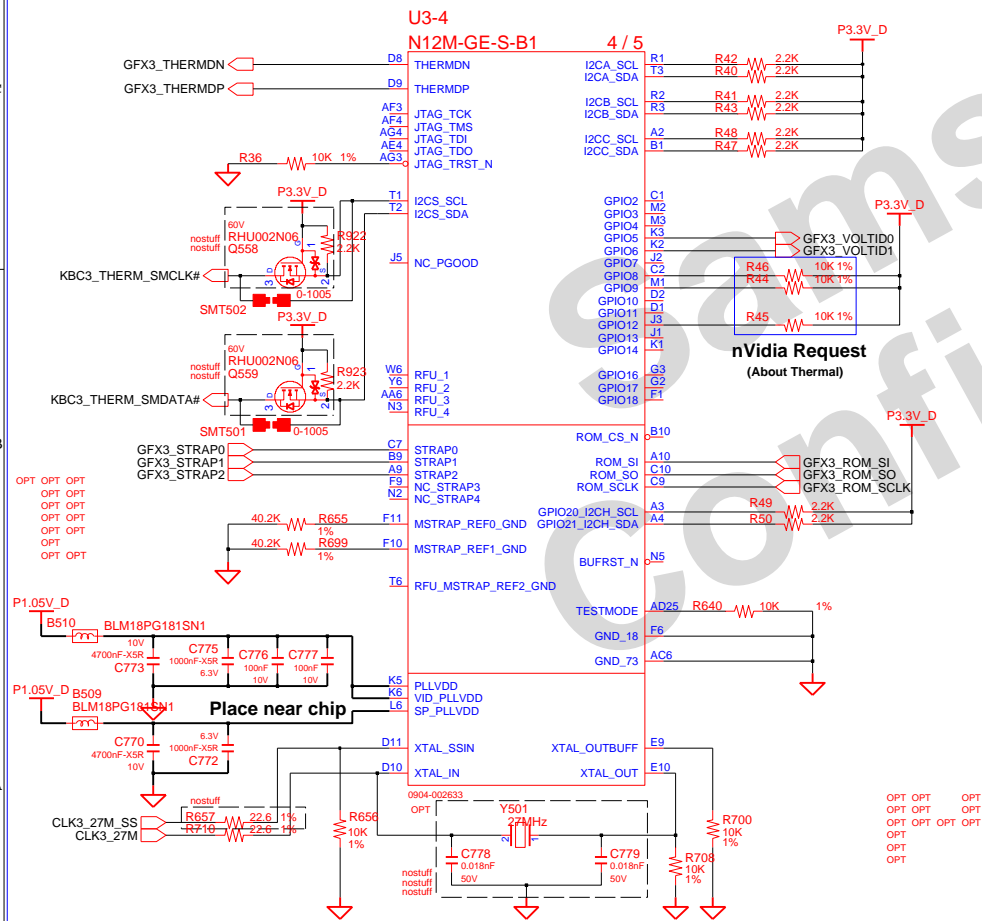 U3-4
N12M-GE-S-B1 4 / 5
P3.3V_D
GFX3_THERMDN D8 THERMDN
GFX3_THERMDP D9 THERMDP
AF3 JTAG_TCK
AF4 JTAG_TMS
AG4 JTAG_TDI
AE4 JTAG_TDO
R36 10K 1% AG3 JTAG_TRST_N
I2CA_SCL R1 R42 2.2K
I2CA_SDA T3 R40 2.2K
I2CB_SCL R2 R41 2.2K
I2CB_SDA R3 R43 2.2K
I2CC_SCL A2 R48 2.2K
I2CC_SDA B1 R47 2.2K
P3.3V_D
T1 I2CS_SCL
T2 I2CS_SDA
60V
nostuff RHU002N06
nostuff Q558
R922
2.2K
G 1
3 D
2 S
KBC3_THERM_SMCLK#
0-1005
SMT502
J5 NC_PGOOD
P3.3V_D
60V
nostuff RHU002N06
nostuff Q559
R923
2.2K
G 1
3 D
2 S
KBC3_THERM_SMDATA#
SMT501 0-1005
GPIO2 C1
GPIO3 M2
GPIO4 M3
GPIO5 K3 GFX3_VOLTID0
GPIO6 K2 GFX3_VOLTID1
GPIO7 J2
GPIO8 C2
GPIO9 M1
GPIO10 D2
GPIO11 D1
GPIO12 J3
GPIO13 J1
GPIO14 K1
GPIO16 G3
GPIO17 G2
GPIO18 F1
P3.3V_D
R46 10K 1%
R44 10K 1%
R45 10K 1%
nVidia Request
(About Thermal)
W6 RFU_1
Y6 RFU_2
AA6 RFU_3
N3 RFU_4
GFX3_STRAP0 C7 STRAP0
GFX3_STRAP1 B9 STRAP1
GFX3_STRAP2 A9 STRAP2
F9 NC_STRAP3
N2 NC_STRAP4
40.2K R655 1% F11 MSTRAP_REF0_GND
40.2K R699 1% F10 MSTRAP_REF1_GND
T6 RFU_MSTRAP_REF2_GND
OPT OPT OPT
OPT OPT
OPT OPT
OPT OPT
OPT OPT
OPT
OPT OPT
P3.3V_D
ROM_CS_N B10
ROM_SI A10 GFX3_ROM_SI
ROM_SO C10 GFX3_ROM_SO
ROM_SCLK C9 GFX3_ROM_SCLK
GPIO20_I2CH_SCL A3 R49 2.2K
GPIO21_I2CH_SDA A4 R50 2.2K
BUFRST_N N5
TESTMODE AD25 R640 10K 1%
GND_18 F6
GND_73 AC6
P1.05V_D
B510 BLM18PG181SN1
10V
4700nF-X5R
C773
C775
1000nF-X5R
6.3V
C776
100nF
10V
C777
100nF
10V
K5 PLLVDD
K6 VID_PLLVDD
L6 SP_PLLVDD
P1.05V_D
B509
BLM18PG181SN1
Place near chip
C770
4700nF-X5R
10V
6.3V
1000nF-X5R
C772
D11 XTAL_SSIN
D10 XTAL_IN
XTAL_OUTBUFF E9
XTAL_OUT E10
nostuff
CLK3_27M_SS R657 22.6 1%
CLK3_27M R710 22.6 1%
R656
10K
1%
0904-002633
OPT
Y501
27MHz
2 1
C778
0.018nF
50V
C779
0.018nF
50V
nostuff
nostuff
nostuff
R708
10K
1%
R700
10K
1%
OPT OPT OPT
OPT OPT OPT
OPT OPT OPT OPT
OPT
OPT
OPT
Sams
Confi